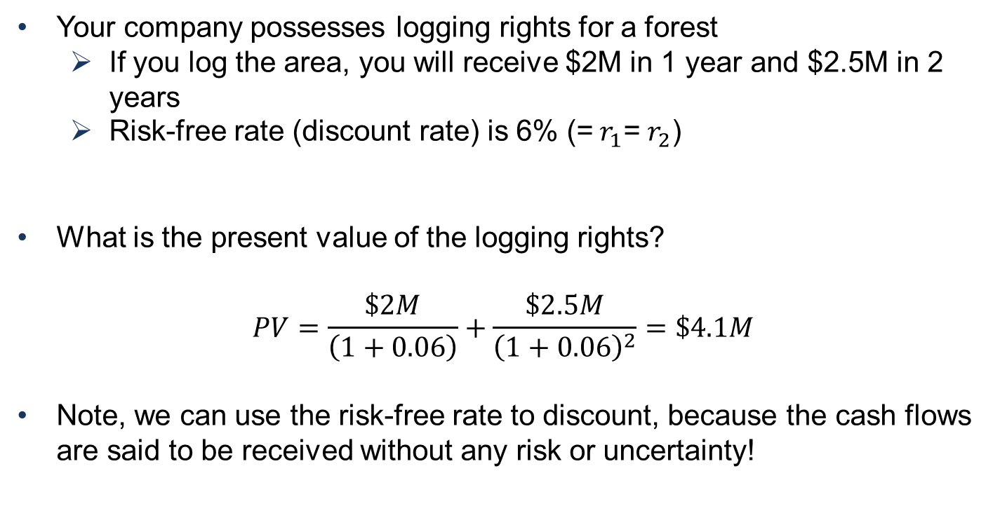 • Your company possesses logging rights for a forest
➢ If you log the area, you will receive $2M in 1 year and $2.5M in 2
years
➢ Risk-free rate (discount rate) is 6% (= r₁= r₂)
• What is the present value of the logging rights?
PV = $2M/(1 + 0.06) + $2.5M/(1 + 0.06)² = $4.1M
• Note, we can use the risk-free rate to discount, because the cash flows
are said to be received without any risk or uncertainty!